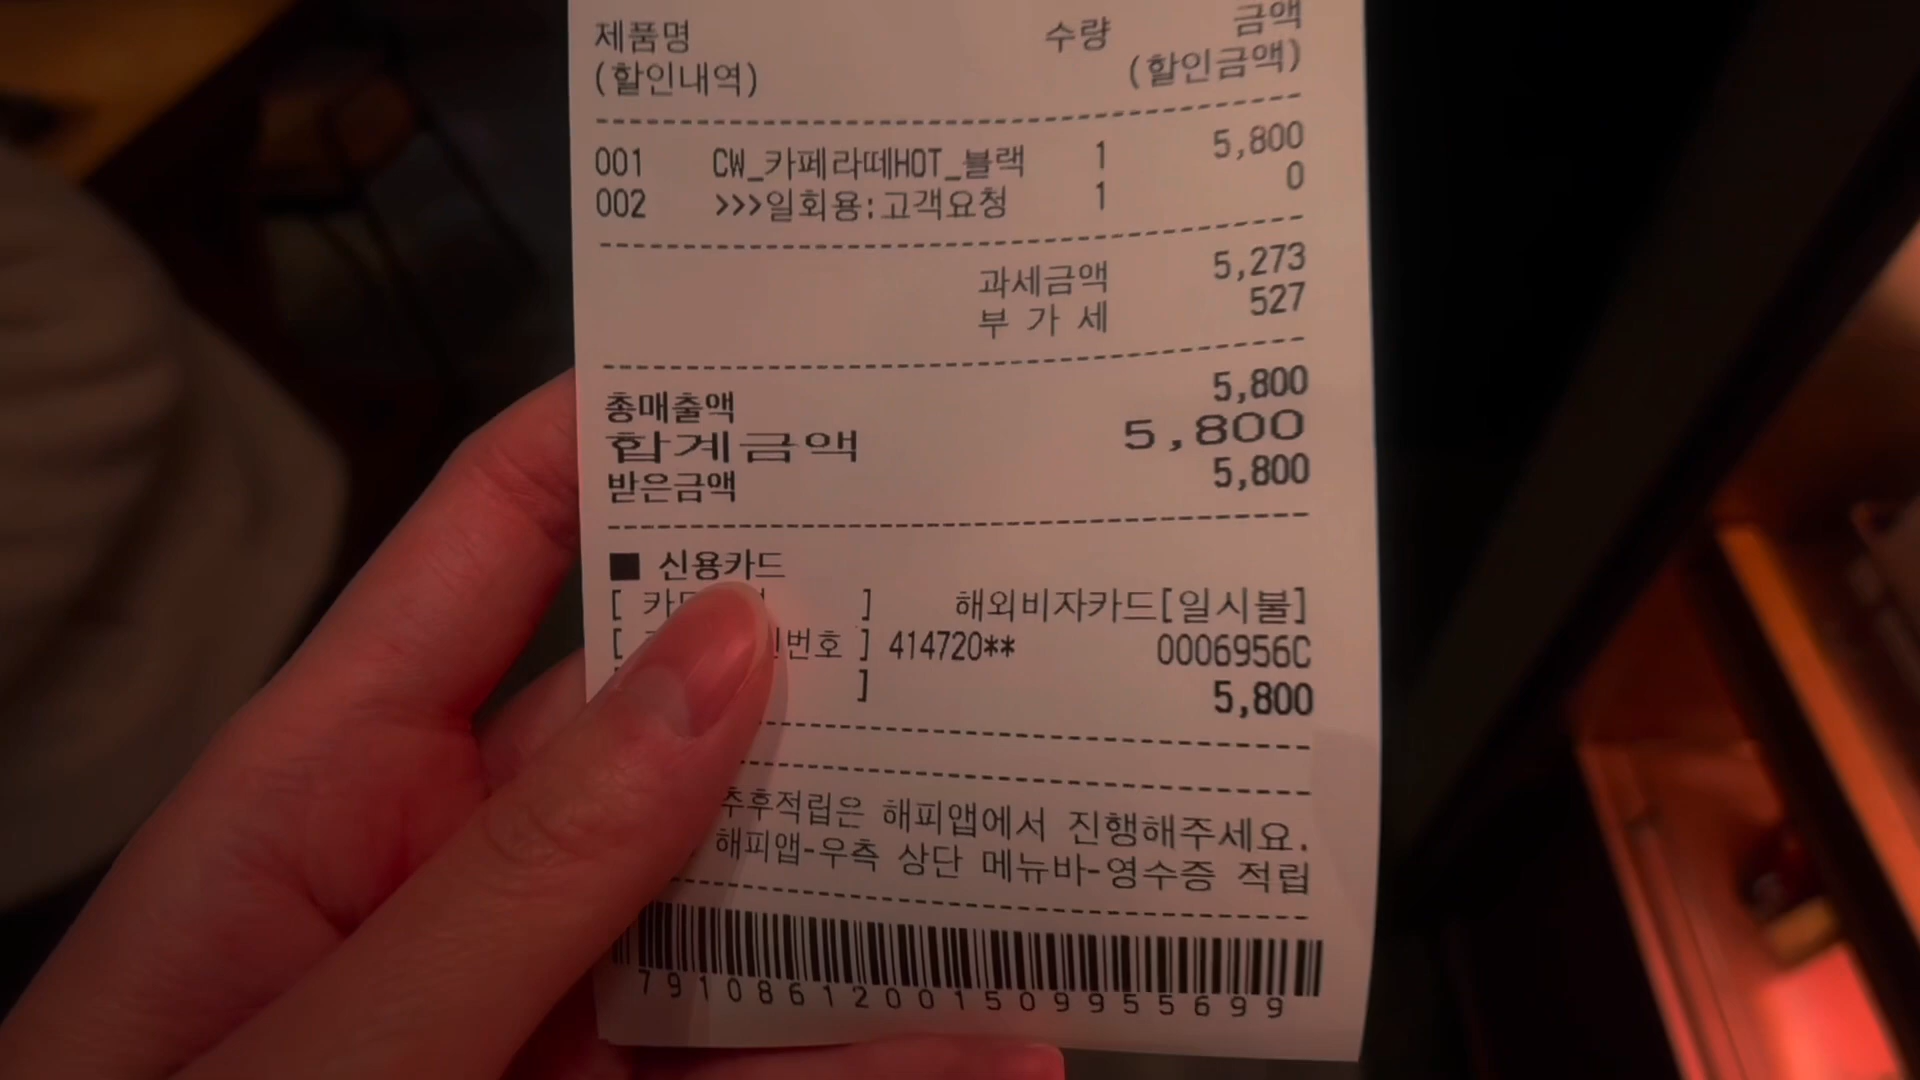 제품명 수량 금액
(할인내역) (할인금액)
001 CW_카페라떼HOT_블랙 1 5,800
002 >>>일회용:고객요청 1 0
과세금액 5,273
부 가 세 527
총매출액 5,800
합계금액 5,800
받은금액 5,800
■ 신용카드
[ ] 해외비자카드[일시불]
[ 번호 ] 414720** 0006956C
] 5,800
추후적립은 해피앱에서 진행해주세요.
해피앱-우측 상단 메뉴바-영수증 적립
79108612001509955699